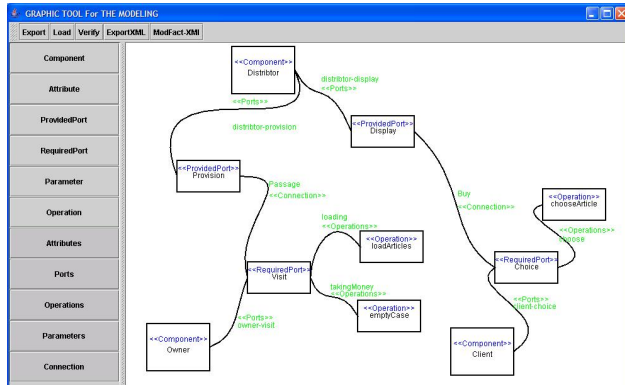 GRAPHIC TOOL For THE MODELING
Export Load Verify ExportXML ModFact-XMI
Component
Attribute
ProvidedPort
RequiredPort
Parameter
Operation
Attributes
Ports
Operations
Parameters
Connection
<<Component>>
Distribtor
<<Ports>>
distribtor-provision
distribtor-display
<<Ports>>
<<ProvidedPort>>
Display
<<ProvidedPort>>
Provision
Passage
<<Connection>>
Buy
<<Connection>>
<<Operation>>
chooseArticle
<<Operations>>
choose
loading
<<Operations>>
<<Operation>>
loadArticles
<<RequiredPort>>
Visit
<<RequiredPort>>
Choice
takingMoney
<<Operations>>
<<Operation>>
emptyCase
<<Ports>>
owner-visit
<<Ports>>
client-choice
<<Component>>
Owner
<<Component>>
Client